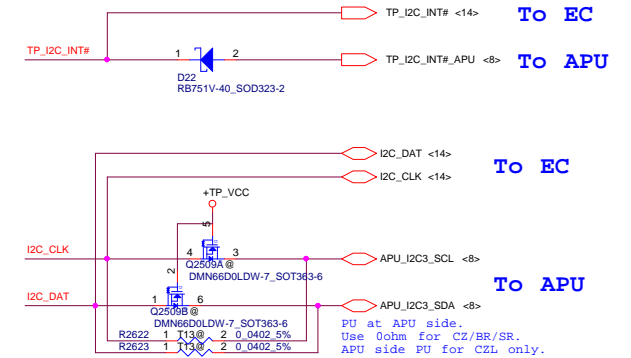 TP_I2C_INT# <14> To EC
TP_I2C_INT#
1 2
TP_I2C_INT#_APU <8> To APU
D22
RB751V-40_SOD323-2
I2C_DAT <14>
To EC
I2C_CLK <14>
+TP_VCC
5
I2C_CLK
4 3
APU_I2C3_SCL <8>
Q2509A@
DMN66D0LDW-7_SOT363-6
2
To APU
I2C_DAT
1 6
APU_I2C3_SDA <8>
Q2509B@
DMN66D0LDW-7_SOT363-6
PU at APU side.
R2622 1 T13@ 2 0_0402_5%
Use 0ohm for CZ/BR/SR.
R2623 1 T13@ 2 0_0402_5%
APU side PU for CZL only.